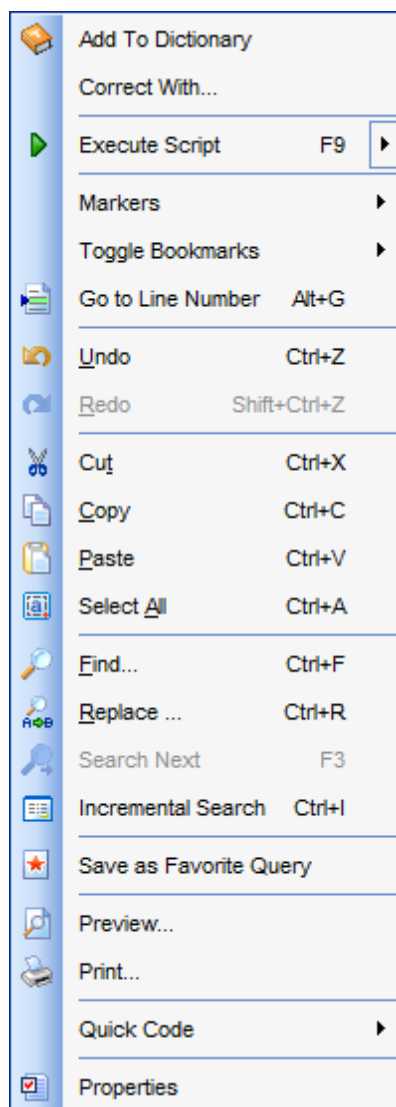 Add To Dictionary
Correct With...
Execute Script F9
Markers
Toggle Bookmarks
Go to Line Number Alt+G
Undo Ctrl+Z
Redo Shift+Ctrl+Z
Cut Ctrl+X
Copy Ctrl+C
Paste Ctrl+V
Select All Ctrl+A
Find... Ctrl+F
Replace ... Ctrl+R
Search Next F3
Incremental Search Ctrl+I
Save as Favorite Query
Preview...
Print...
Quick Code
Properties